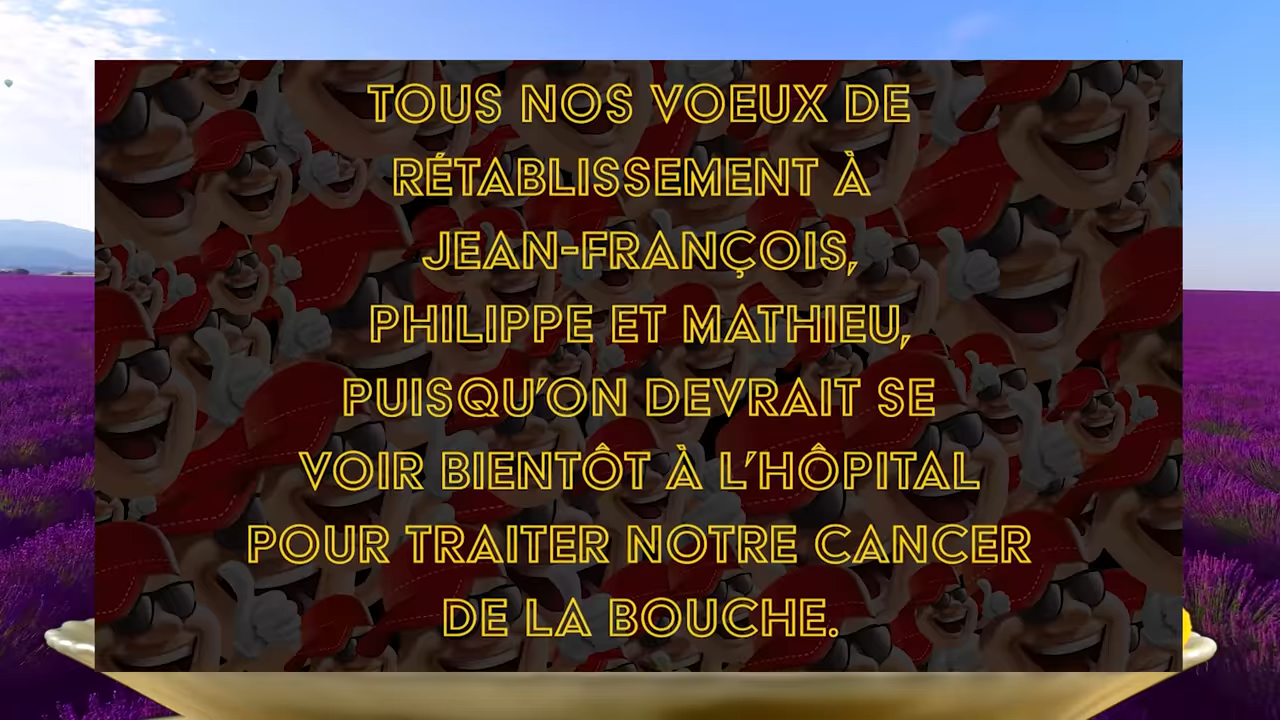 TOUS NOS VOEUX DE
RÉTABLISSEMENT À
JEAN-FRANÇOIS,
PHILIPPE ET MATHIEU,
PUISQU'ON DEVRAIT SE
VOIR BIENTÔT À L'HÔPITAL
POUR TRAITER NOTRE CANCER
DE LA BOUCHE.